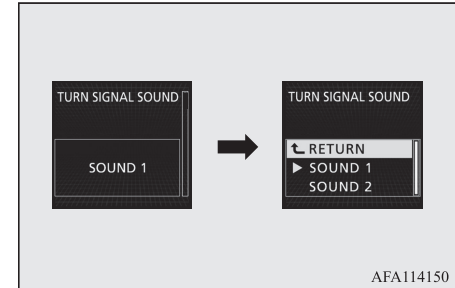 TURN SIGNAL SOUND
SOUND 1
TURN SIGNAL SOUND
RETURN
SOUND 1
SOUND 2
AFA114150